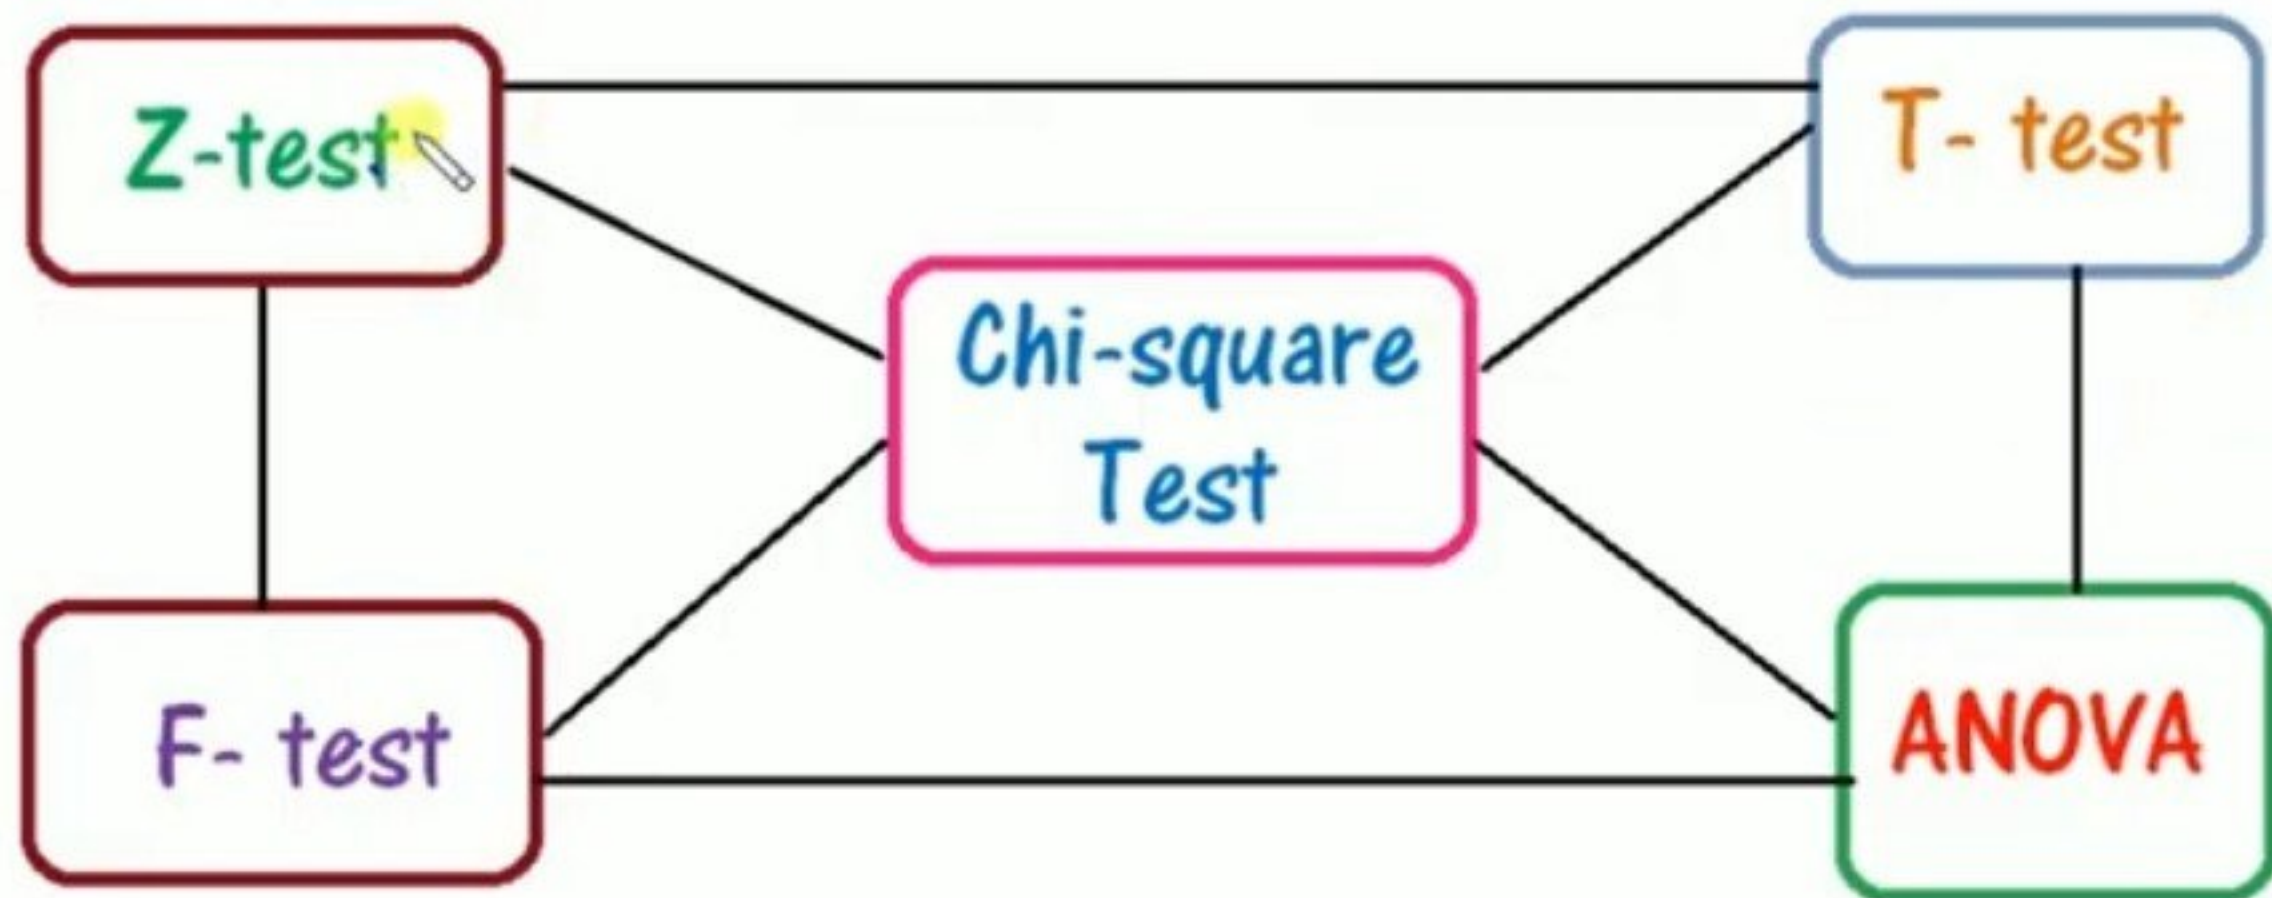 Z-test
T- test
Chi-square
Test
F- test
ANOVA